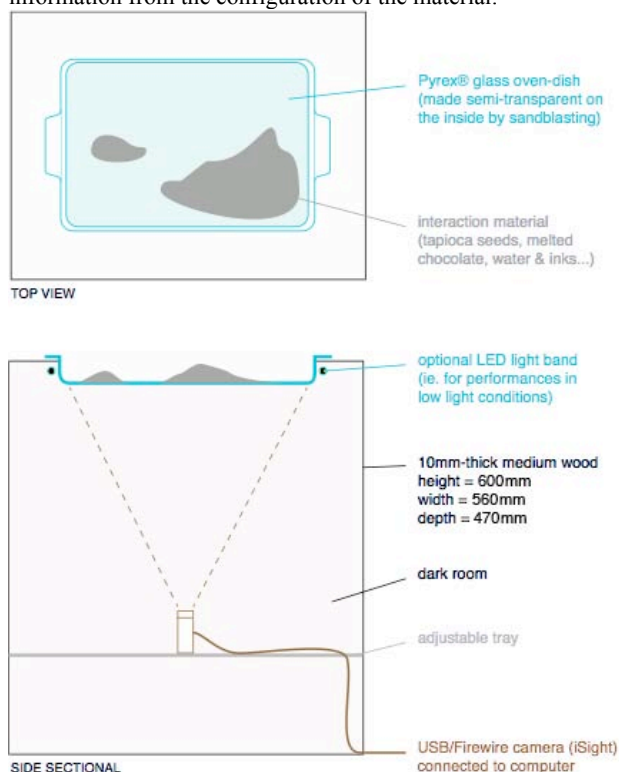 information from the configuration of the material.
Pyrex® glass oven-dish
(made semi-transparent on
the inside by sandblasting)
interaction material
(tapioca seeds, melted
chocolate, water & inks...)
TOP VIEW
optional LED light band
(ie. for performances in
low light conditions)
10mm-thick medium wood
height = 600mm
width = 560mm
depth = 470mm
dark room
adjustable tray
USB/Firewire camera (iSight)
connected to computer
SIDE SECTIONAL